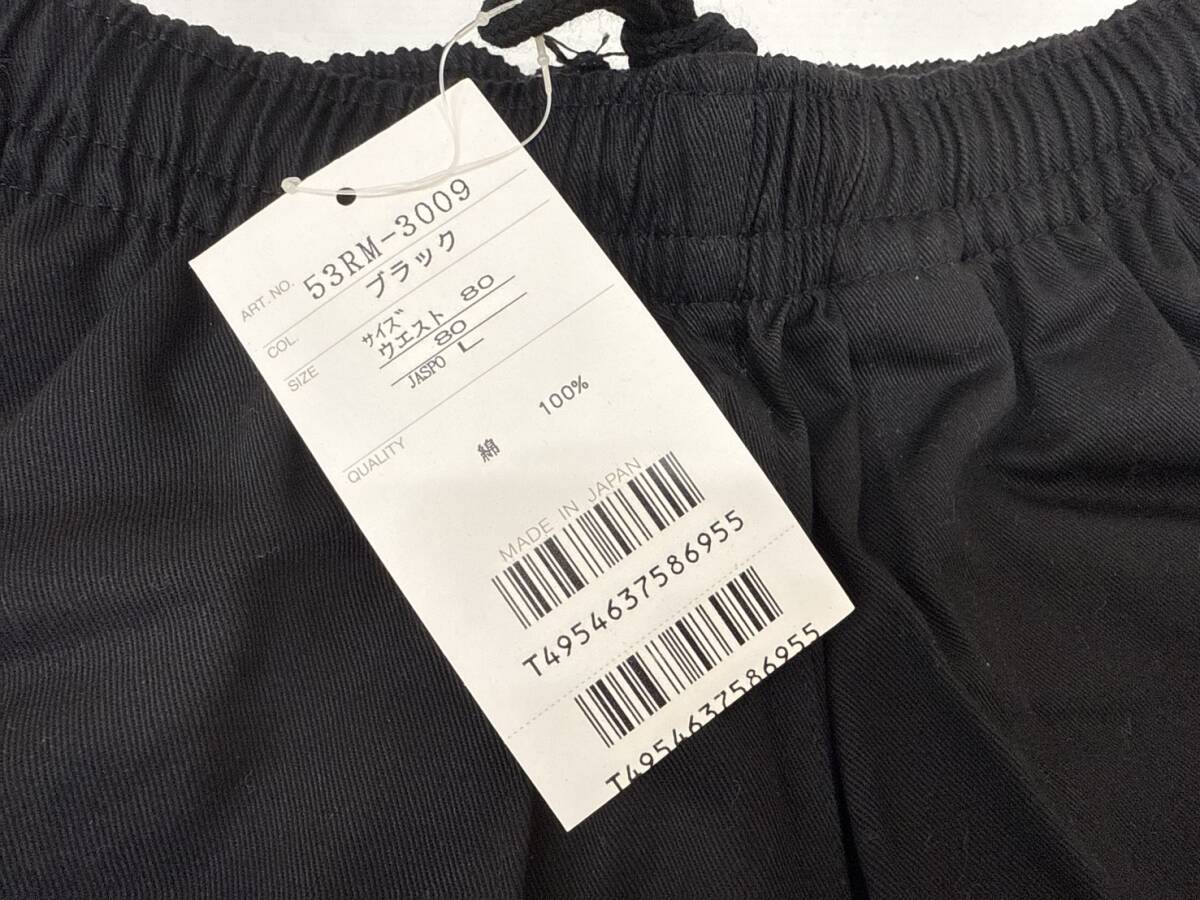 ART. NO. 53RM-3009
COL. ブラック
SIZE サイズ 80
ウエスト 80
JASPO L
QUALITY
綿 100%
MADE IN JAPAN
T4954637586955
T4954637586955